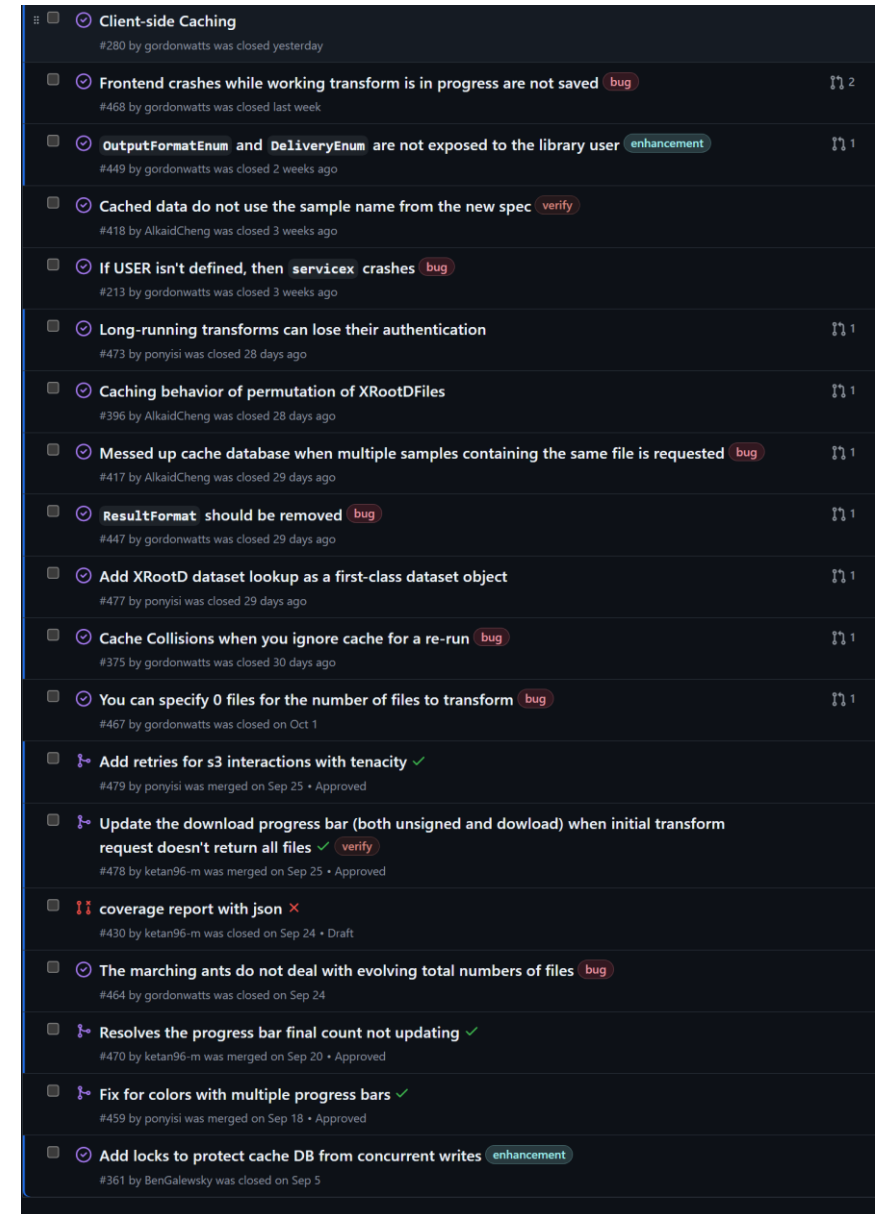 Client-side Caching
#280 by gordonwatts was closed yesterday
Frontend crashes while working transform is in progress are not saved bug 2
#468 by gordonwatts was closed last week
OutputFormatEnum and DeliveryEnum are not exposed to the library user enhancement 1
#449 by gordonwatts was closed 2 weeks ago
Cached data do not use the sample name from the new spec verify
#418 by AlkaidCheng was closed 3 weeks ago
If USER isn't defined, then servicex crashes bug
#213 by gordonwatts was closed 3 weeks ago
Long-running transforms can lose their authentication 1
#473 by ponyisi was closed 28 days ago
Caching behavior of permutation of XRootDFiles 1
#396 by AlkaidCheng was closed 28 days ago
Messed up cache database when multiple samples containing the same file is requested bug 1
#417 by AlkaidCheng was closed 29 days ago
ResultFormat should be removed bug 1
#447 by gordonwatts was closed 29 days ago
Add XRootD dataset lookup as a first-class dataset object 1
#477 by ponyisi was closed 29 days ago
Cache Collisions when you ignore cache for a re-run bug 1
#375 by gordonwatts was closed 30 days ago
You can specify 0 files for the number of files to transform bug 1
#467 by gordonwatts was closed on Oct 1
Add retries for s3 interactions with tenacity
#479 by ponyisi was merged on Sep 25 • Approved
Update the download progress bar (both unsigned and dowload) when initial transform
request doesn't return all files verify
#478 by ketan96-m was merged on Sep 25 • Approved
coverage report with json
#430 by ketan96-m was closed on Sep 24 • Draft
The marching ants do not deal with evolving total numbers of files bug
#464 by gordonwatts was closed on Sep 24
Resolves the progress bar final count not updating
#470 by ketan96-m was merged on Sep 20 • Approved
Fix for colors with multiple progress bars
#459 by ponyisi was merged on Sep 18 • Approved
Add locks to protect cache DB from concurrent writes enhancement
#361 by BenGalewsky was closed on Sep 5